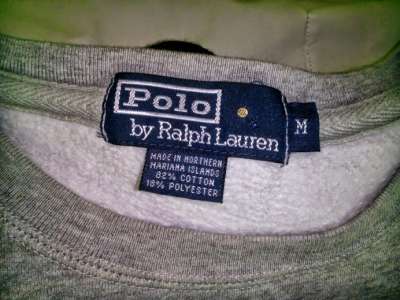 Polo
by Ralph Lauren
M
MADE IN NORTHERN
MARIANA ISLANDS
82% COTTON
18% POLYESTER